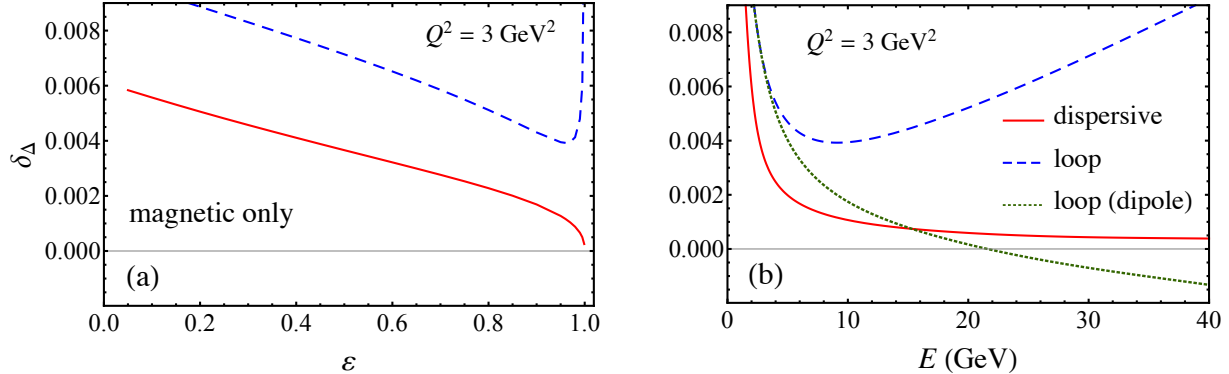 0.008
0.006
0.004
0.002
0.000
δ_Δ
Q² = 3 GeV²
magnetic only
(a)
0.0 0.2 0.4 0.6 0.8 1.0
ε
0.008
0.006
0.004
0.002
0.000
Q² = 3 GeV²
dispersive
loop
loop (dipole)
(b)
0 10 20 30 40
E (GeV)